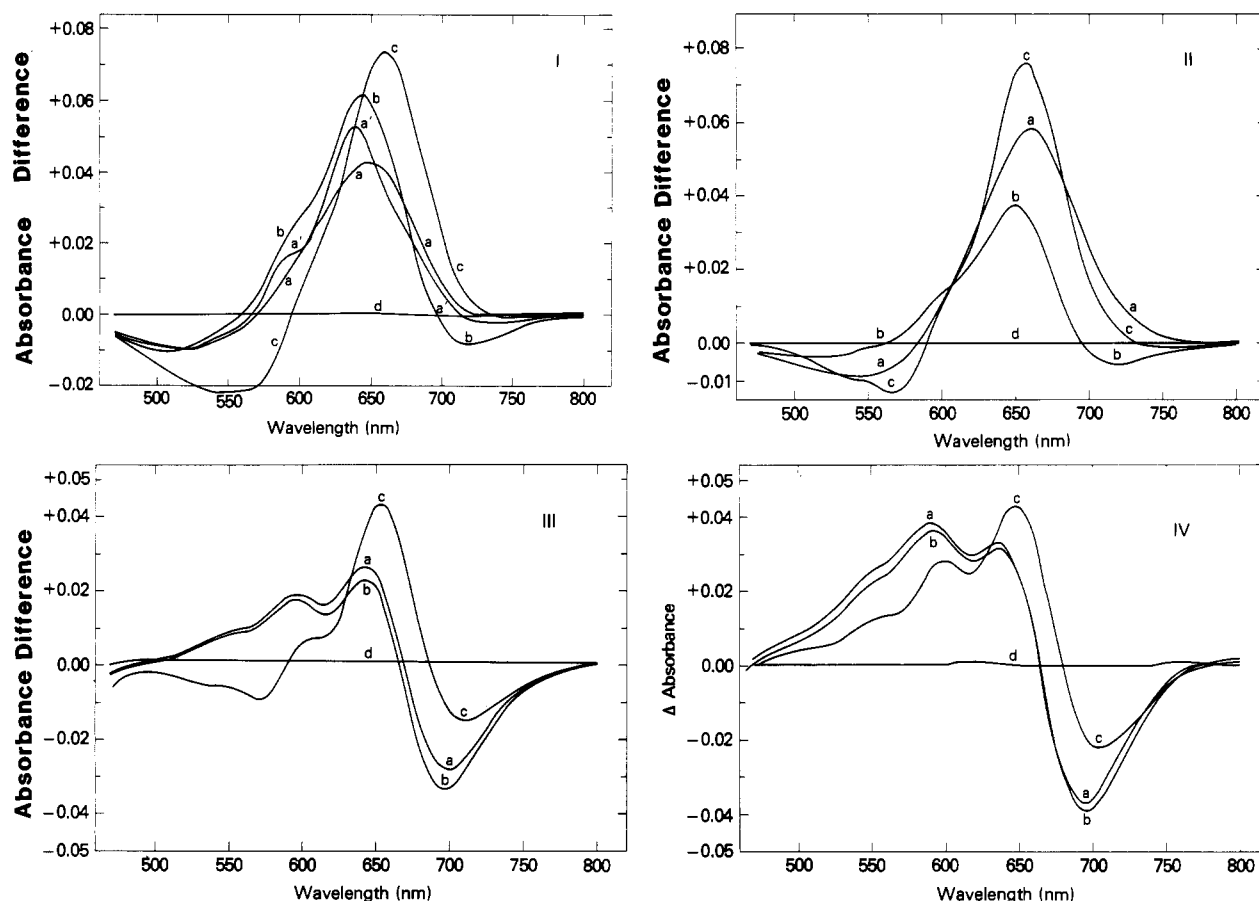 I
Absorbance Difference
+0.08
+0.06
+0.04
+0.02
0.00
−0.02
c
b
a'
a
b
a'
a
a
c
c
d
a'
b
500 550 600 650 700 750 800
Wavelength (nm)
II
Absorbance Difference
+0.08
+0.06
+0.04
+0.02
0.00
−0.01
c
a
b
b
d
a
c
a
c
b
500 550 600 650 700 750 800
Wavelength (nm)
III
Absorbance Difference
+0.05
+0.04
+0.02
0.00
−0.02
−0.04
−0.05
c
a
b
d
c
a
b
500 550 600 650 700 750 800
Wavelength (nm)
IV
Δ Absorbance
+0.05
+0.04
+0.02
0.00
−0.02
−0.04
−0.05
a
b
c
d
c
a
b
500 550 600 650 700 750 800
Wavelength (nm)